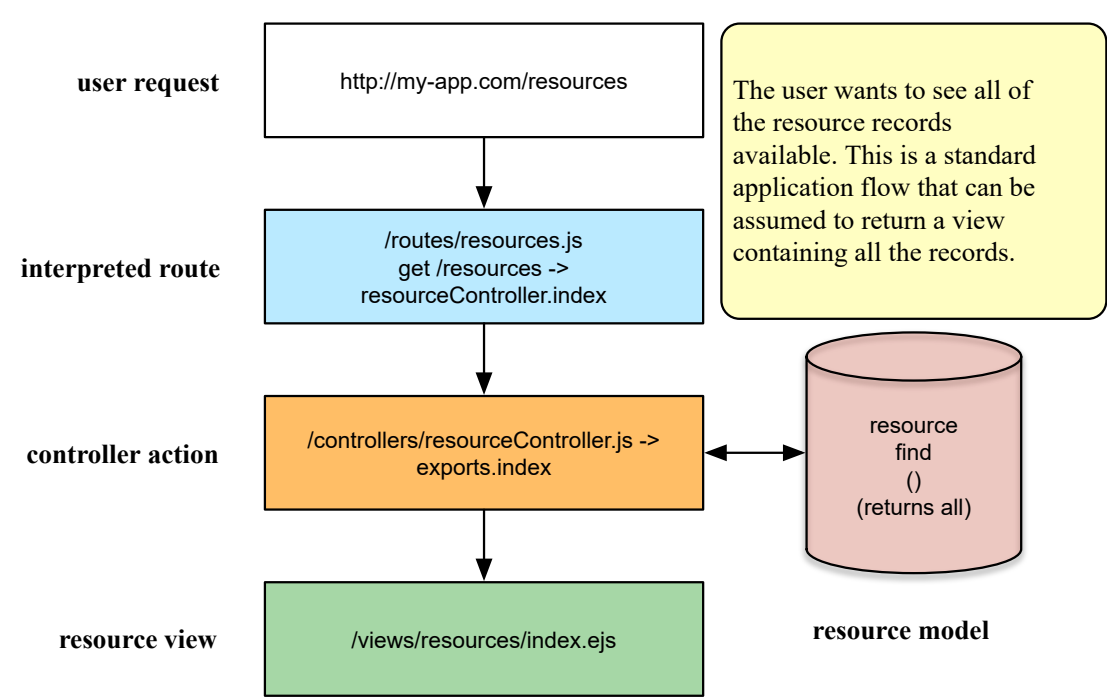 user request
http://my-app.com/resources
The user wants to see all of
the resource records
available. This is a standard
application flow that can be
assumed to return a view
containing all the records.
interpreted route
/routes/resources.js
get /resources ->
resourceController.index
controller action
/controllers/resourceController.js ->
exports.index
resource
find
()
(returns all)
resource view
/views/resources/index.ejs
resource model